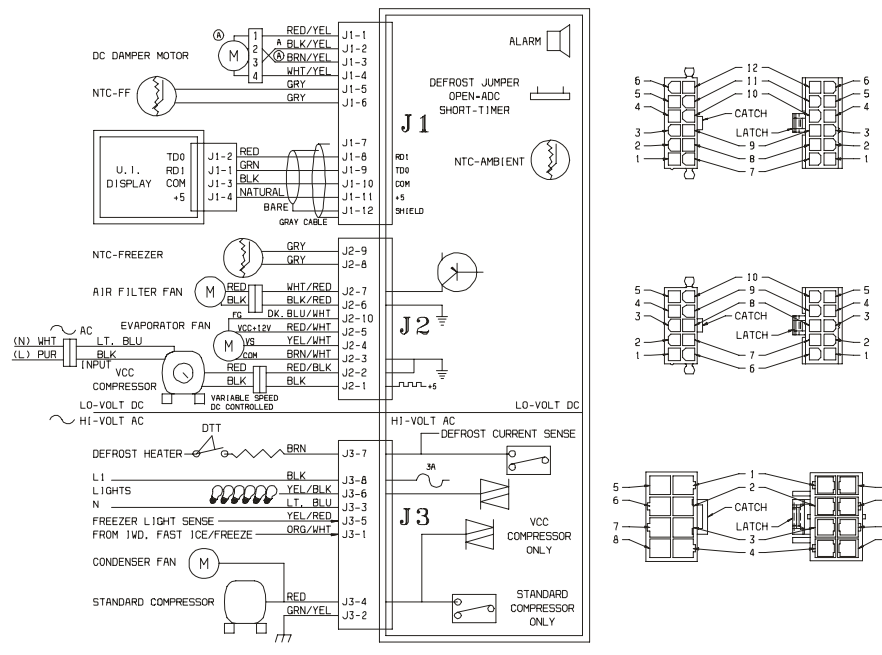 RED/YEL
J1-1
A
1
M
2
A
BLK/YEL
J1-2
DC DAMPER MOTOR
3
A
BRN/YEL
J1-3
4
WHT/YEL
J1-4
NTC-FF
GRY
J1-5
GRY
J1-6
J1
J1-7
U.I.
DISPLAY
TDO
J1-2
RED
J1-8
RD1
RD1
J1-1
GRN
J1-9
TDO
COM
J1-3
BLK
J1-10
COM
+5
J1-4
NATURAL
J1-11
+5
BARE
J1-12
SHIELD
GRAY CABLE
ALARM
DEFROST JUMPER
OPEN-ADC
SHORT-TIMER
NTC-AMBIENT
NTC-FREEZER
GRY
J2-9
GRY
J2-8
AIR FILTER FAN
M
RED
WHT/RED
J2-7
BLK
BLK/RED
J2-6
FG
DK.BLU/WHT
J2-10
J2
EVAPORATOR FAN
M
VCC+12V
RED/WHT
J2-5
VS
YEL/WHT
J2-4
COM
BRN/WHT
J2-3
AC
(N) WHT
LT. BLU
(L) PUR
BLK
INPUT
VCC
COMPRESSOR
RED
RED/BLK
J2-2
BLK
BLK
J2-1
+5
VARIABLE SPEED
DC CONTROLLED
LO-VOLT DC
LO-VOLT DC
HI-VOLT AC
HI-VOLT AC
DTT
DEFROST CURRENT SENSE
DEFROST HEATER
BRN
J3-7
3A
L1
BLK
J3-8
LIGHTS
YEL/BLK
J3-6
N
LT. BLU
J3-3
J3
FREEZER LIGHT SENSE
YEL/RED
J3-5
FROM IWD, FAST ICE/FREEZE
ORG/WHT
J3-1
VCC
COMPRESSOR
ONLY
CONDENSER FAN
M
STANDARD COMPRESSOR
RED
J3-4
GRN/YEL
J3-2
STANDARD
COMPRESSOR
ONLY
6
12
6
5
11
5
4
10
4
CATCH
LATCH
3
9
3
2
8
2
1
7
1
5
10
5
4
9
4
3
8
3
CATCH
LATCH
2
7
2
1
6
1
5
1
6
2
CATCH
LATCH
7
3
8
4